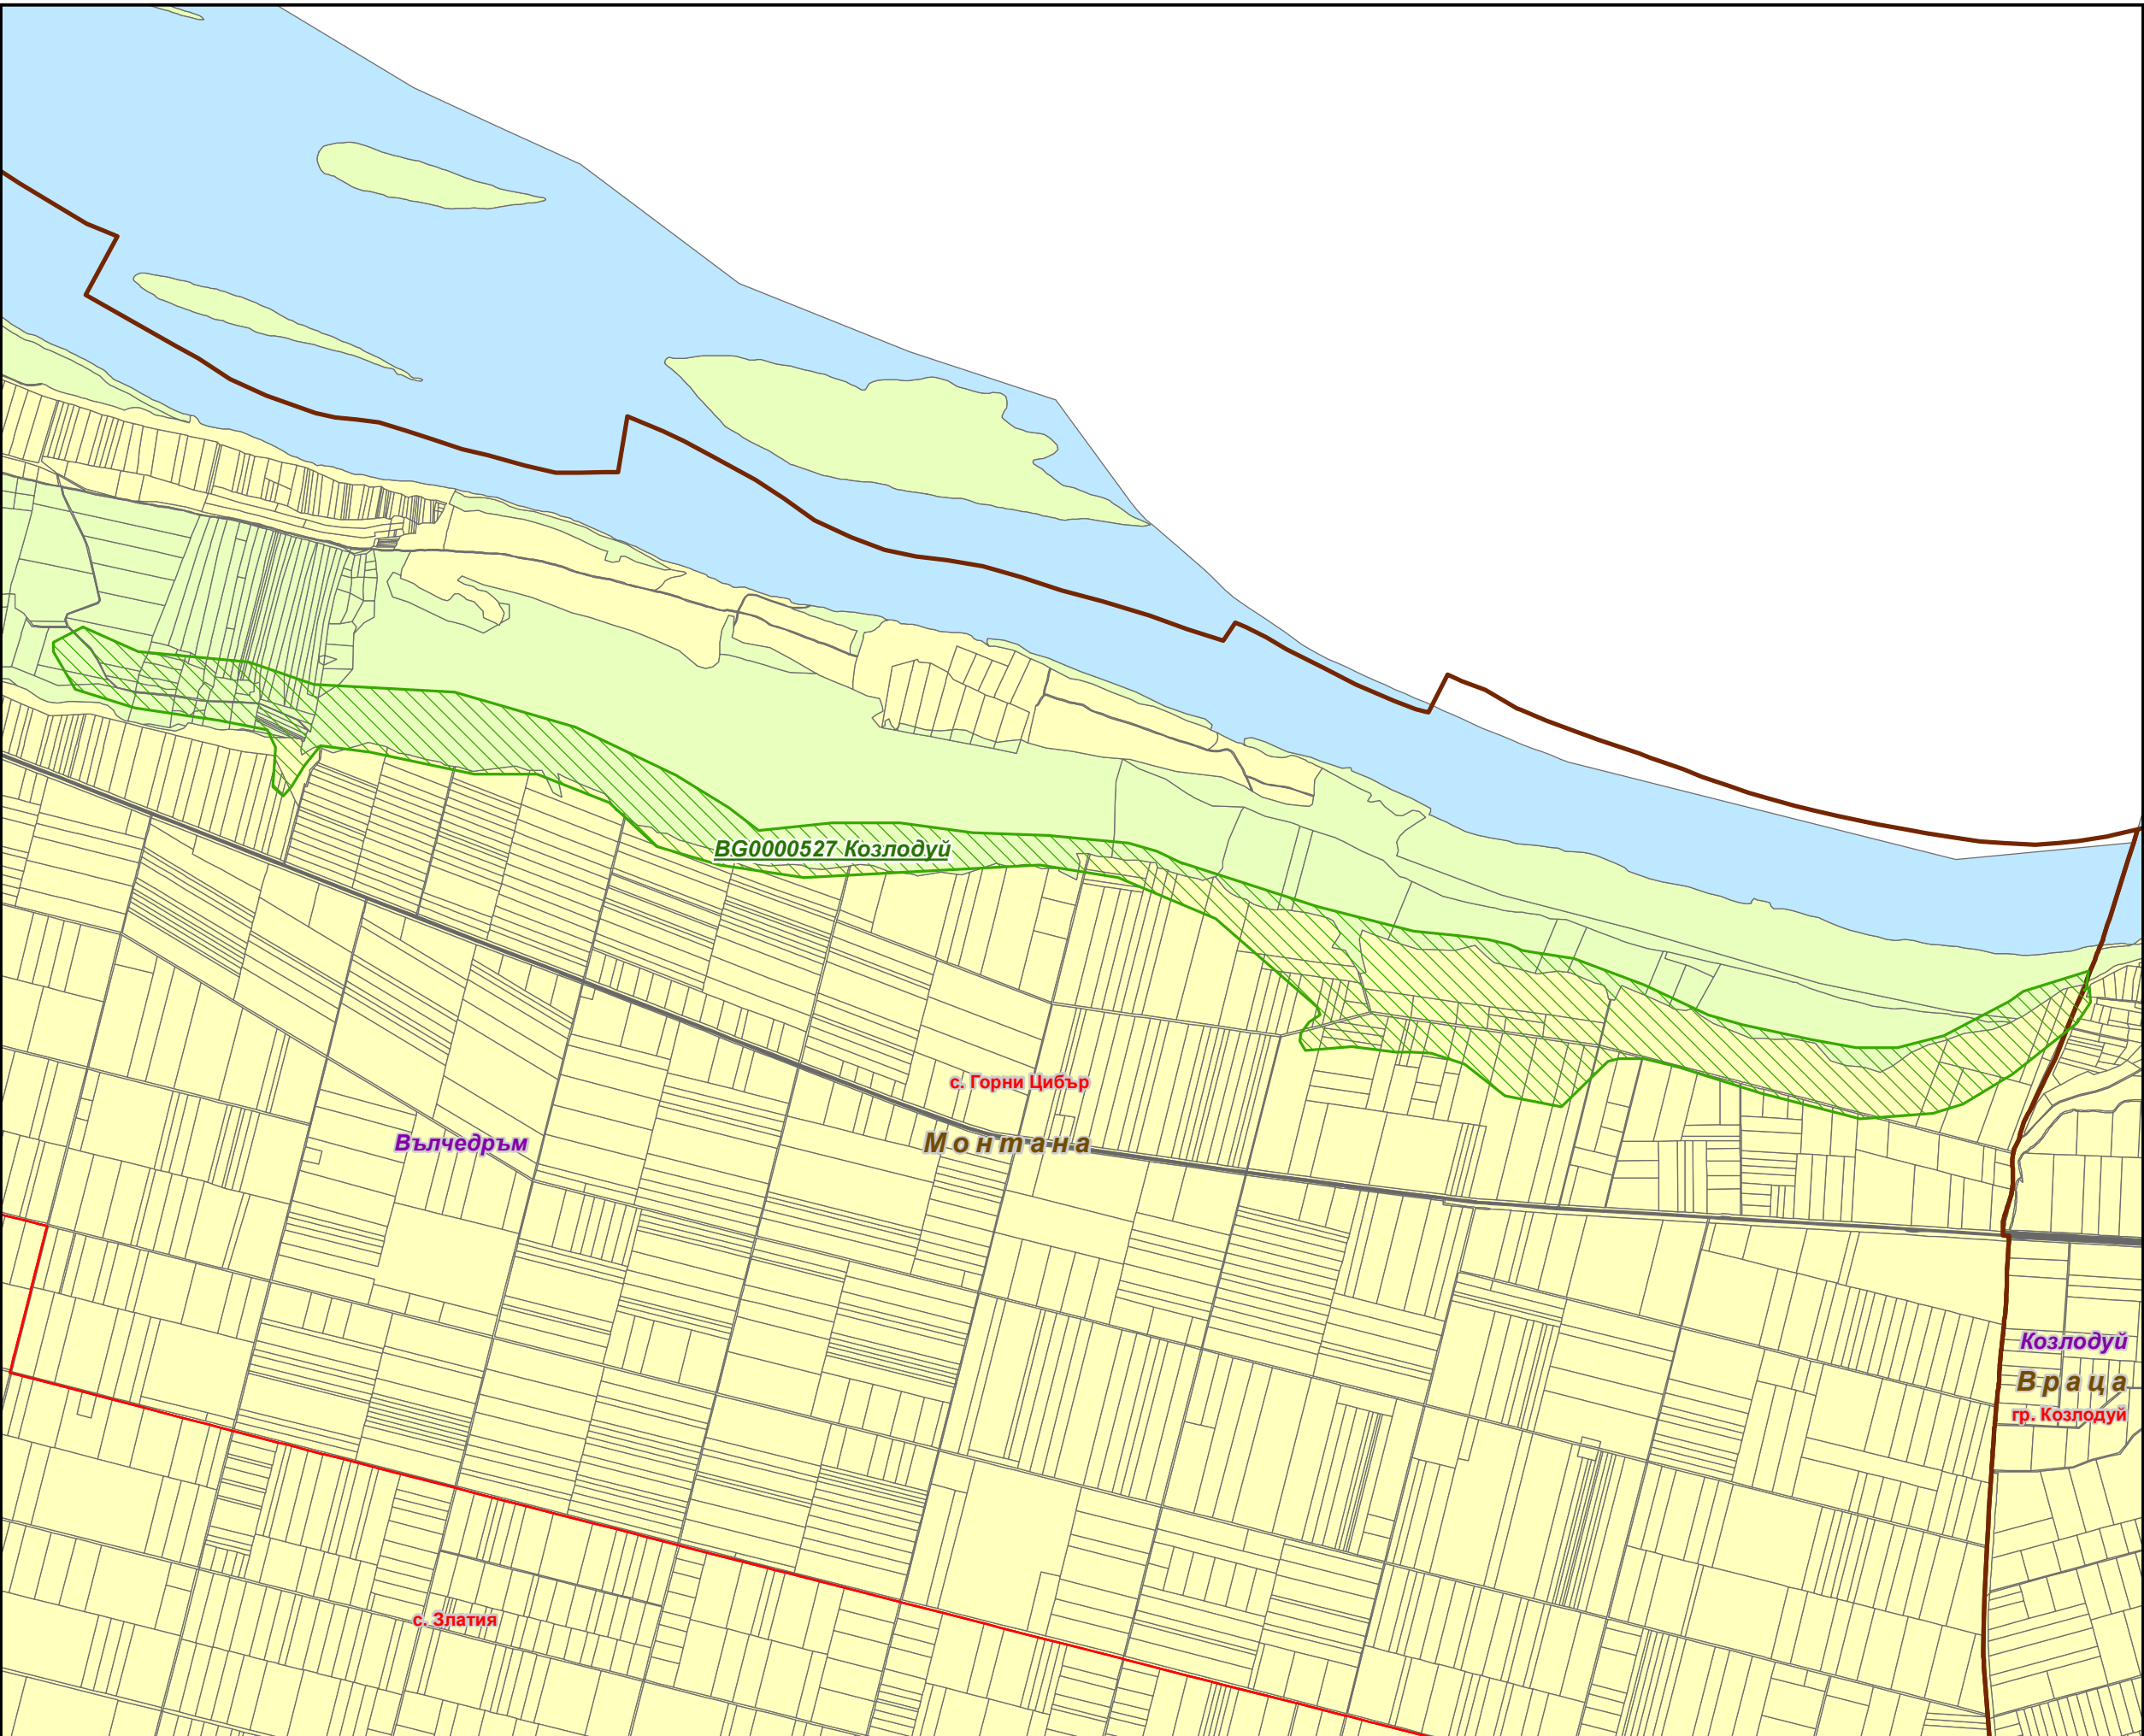 BG0000527 Козлодуй
с. Горни Цибър
Вълчедръм
Монтана
Козлодуй
Враца
гр. Козлодуй
с. Златия